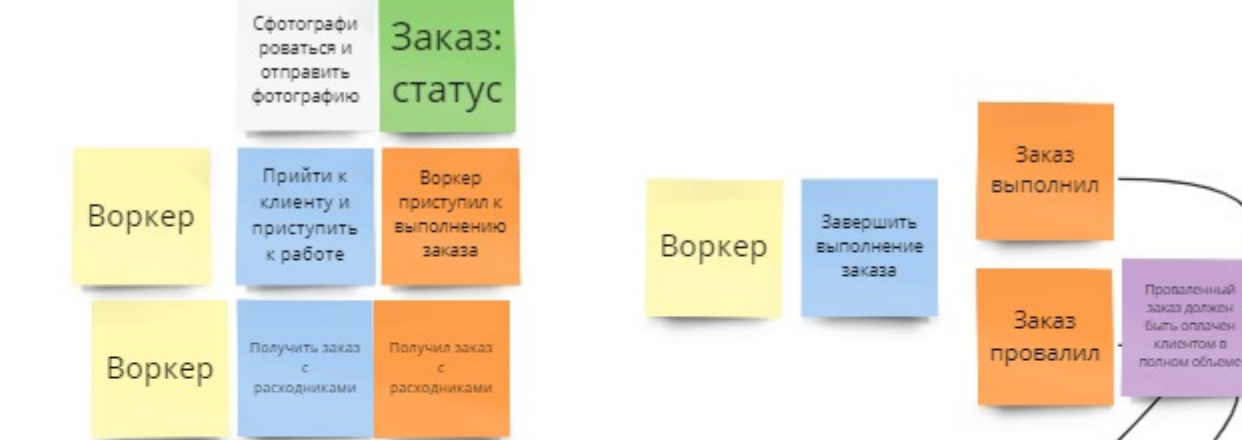 Сфотографи
роваться и
отправить
фотографию
Заказ:
статус
Воркер
Прийти к
клиенту и
приступить
к работе
Воркер
приступил к
выполнению
заказа
Воркер
Получить заказ
с
расходниками
Получил заказ
с
расходниками
Воркер
Завершить
выполнение
заказа
Заказ
выполнил
Заказ
провалил
Проваленный
заказ должен
быть оплачен
клиентом в
полном объеме